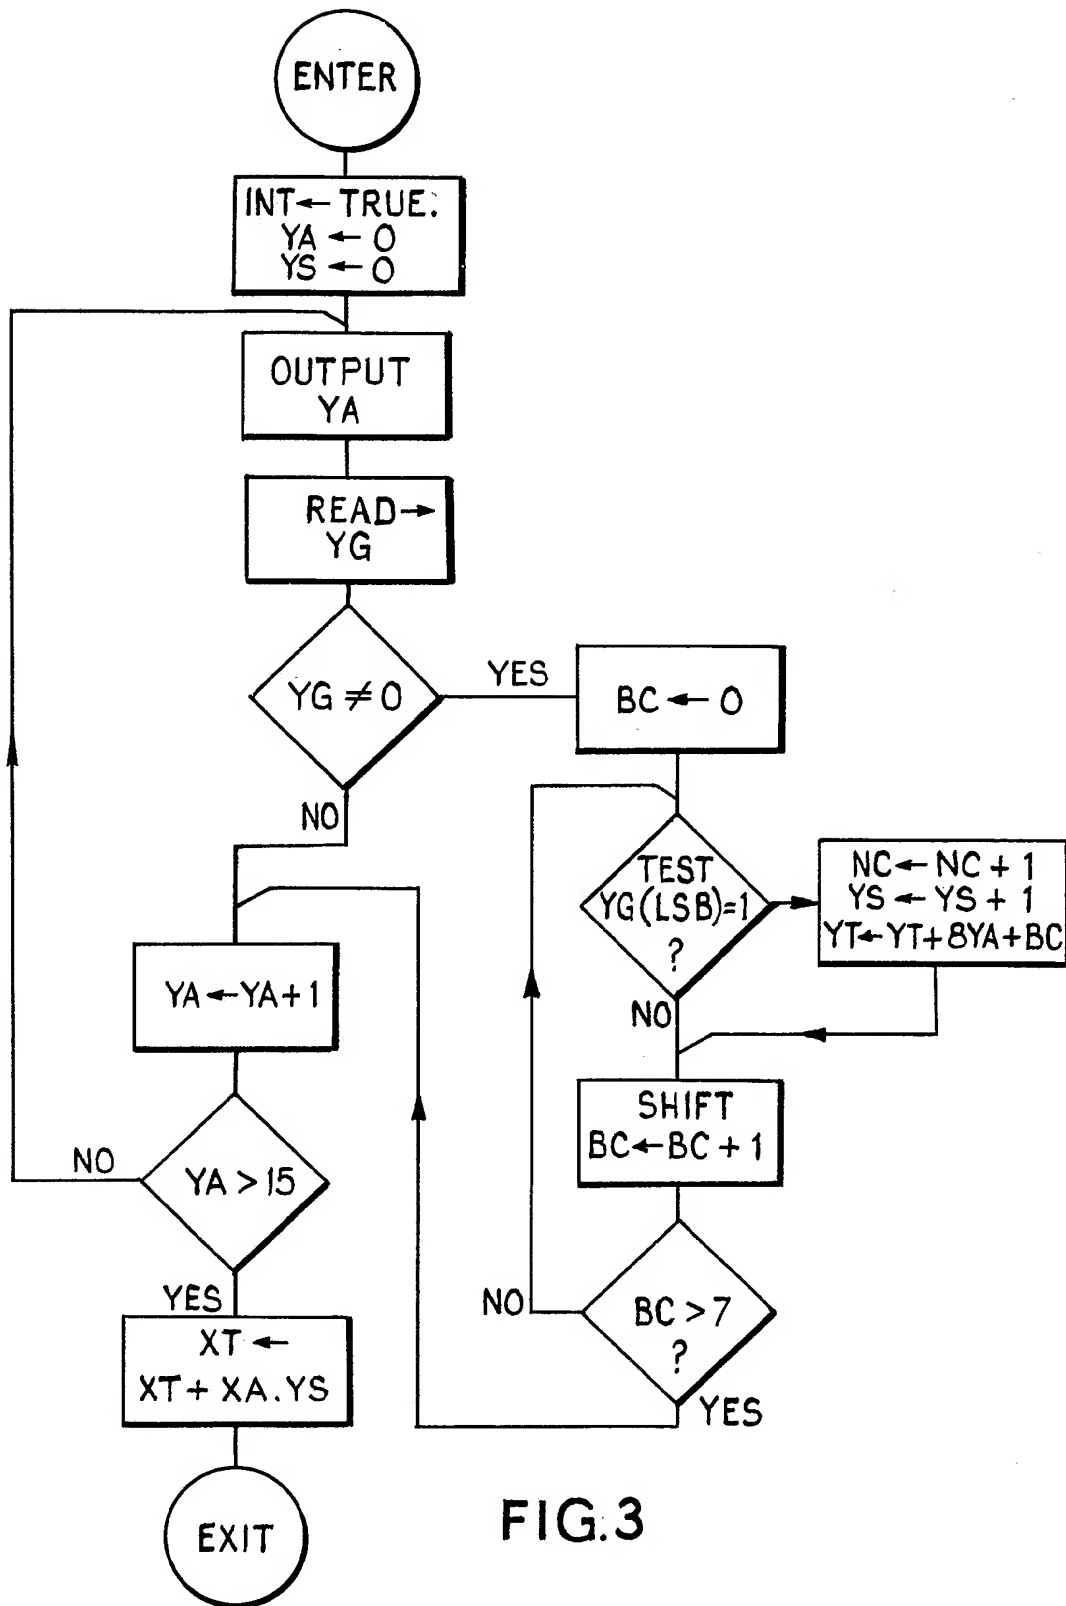 ENTER
INT ← TRUE.
YA ← 0
YS ← 0
OUTPUT
YA
READ →
YG
YG ≠ 0
YES
BC ← 0
NO
TEST
YG(LSB)=1
?
NC ← NC + 1
YS ← YS + 1
YT ← YT + 8YA + BC
NO
YA ← YA + 1
SHIFT
BC ← BC + 1
NO
YA > 15
NO
BC > 7
?
YES
YES
XT ←
XT + XA.YS
EXIT
FIG.3